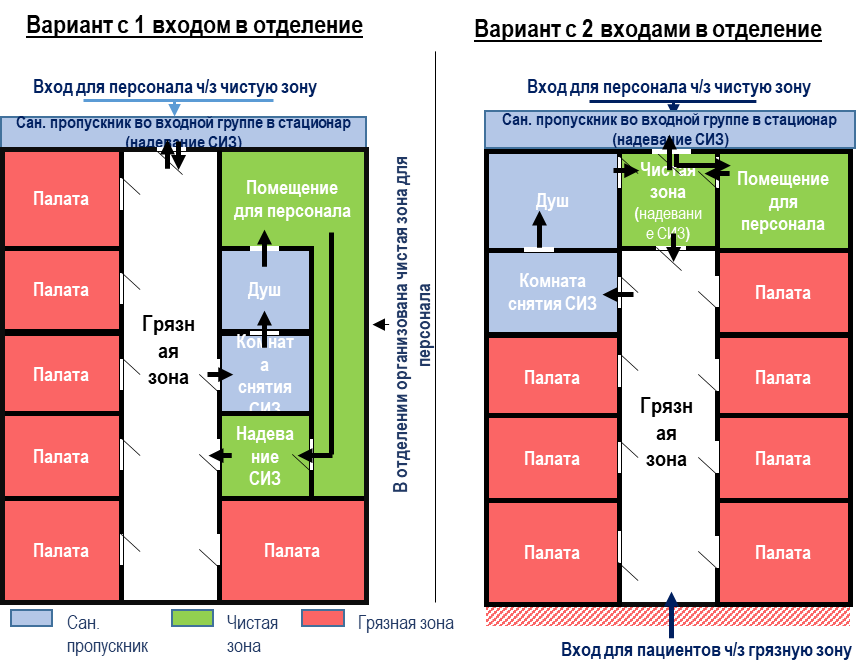 Вариант с 1 входом в отделение
Вход для персонала ч/з чистую зону
Сан. пропускник во входной группе в стационар
(надевание СИЗ)
Палата
Палата
Палата
Палата
Палата
Грязн
ая
зона
Помещение
для персонала
Душ
Комнат
а
снятия
СИЗ
Надева
ние
СИЗ
Палата
В отделении организована чистая зона для
персонала
Вариант с 2 входами в отделение
Вход для персонала ч/з чистую зону
Сан. пропускник во входной группе в стационар
(надевание СИЗ)
Душ
Чистая
зона
(надевани
е СИЗ)
Помещение
для
персонала
Комната
снятия СИЗ
Палата
Палата
Палата
Палата
Грязн
ая
зона
Палата
Палата
Палата
Вход для пациентов ч/з грязную зону
Сан.
пропускник
Чистая
зона
Грязная зона